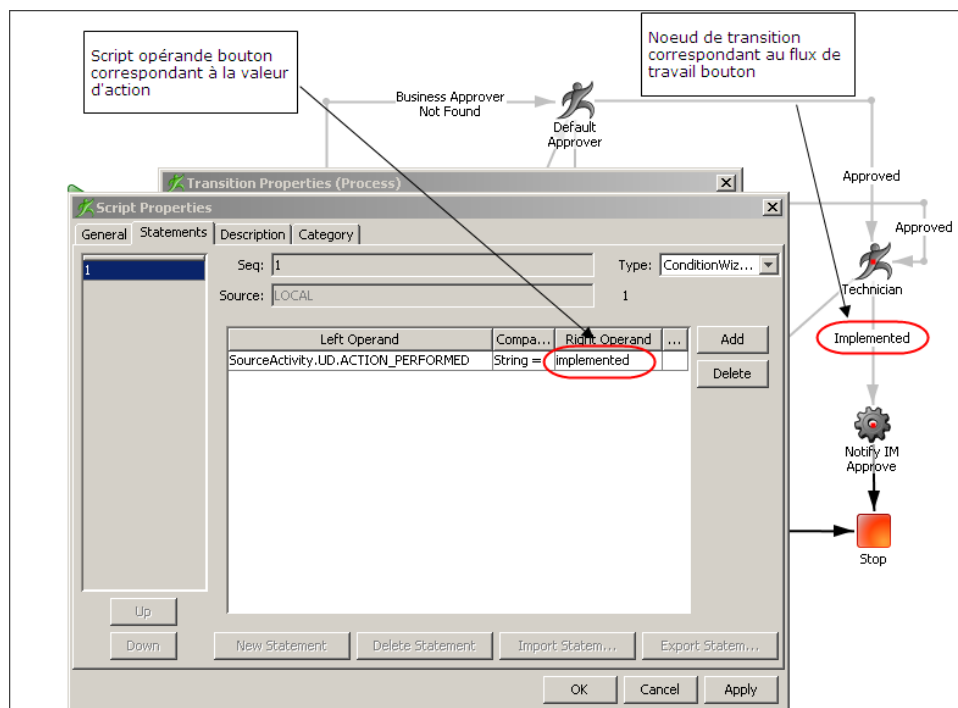 Script opérande bouton
correspondant à la valeur
d'action
Noeud de transition
correspondant au flux de
travail bouton
Business Approver
Not Found
Default
Approver
Approved
Approved
Technician
Implemented
Notify IM
Approve
Stop
Transition Properties (Process)
Script Properties
General Statements Description Category
1
Seq: 1 Type: ConditionWiz...
Source: LOCAL 1
Left Operand Compa... Right Operand ... Add
SourceActivity.UD.ACTION_PERFORMED String = implemented
Delete
Up
Down New Statement Delete Statement Import Statem... Export Statem...
OK Cancel Apply